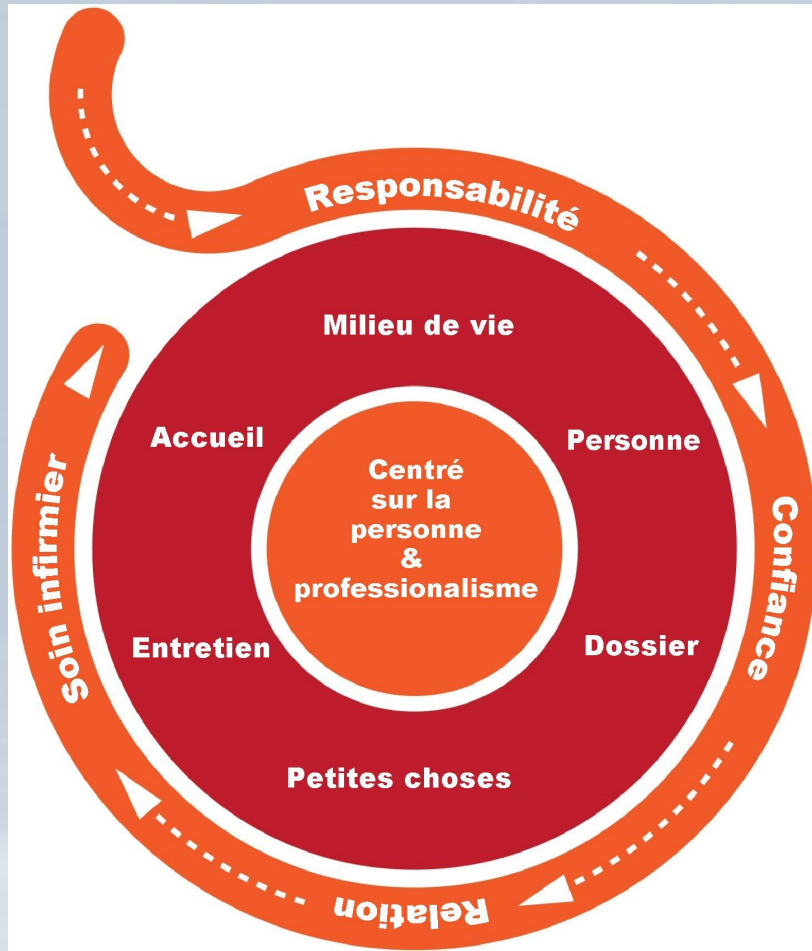 Responsabilité
Milieu de vie
Accueil
Personne
Centré
sur la
personne
&
professionalisme
Confiance
Soin infirmier
Entretien
Dossier
Petites choses
Relation